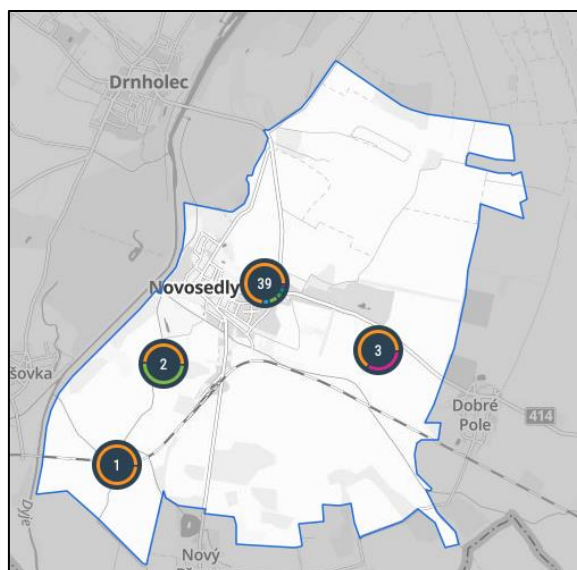 Drnholec
Novosedly
39
2
3
šovka
Dobré
Pole
414
1
Dyje
Nový